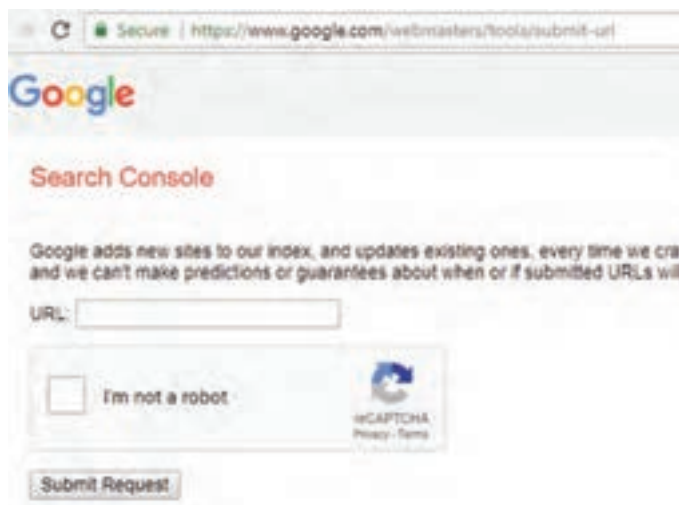 Secure | https://www.google.com/webmasters/tools/submit-url
Google
Search Console
Google adds new sites to our index, and updates existing ones, every time we cra
and we can't make predictions or guarantees about when or if submitted URLs wil
URL:
I'm not a robot
reCAPTCHA
Privacy - Terms
Submit Request